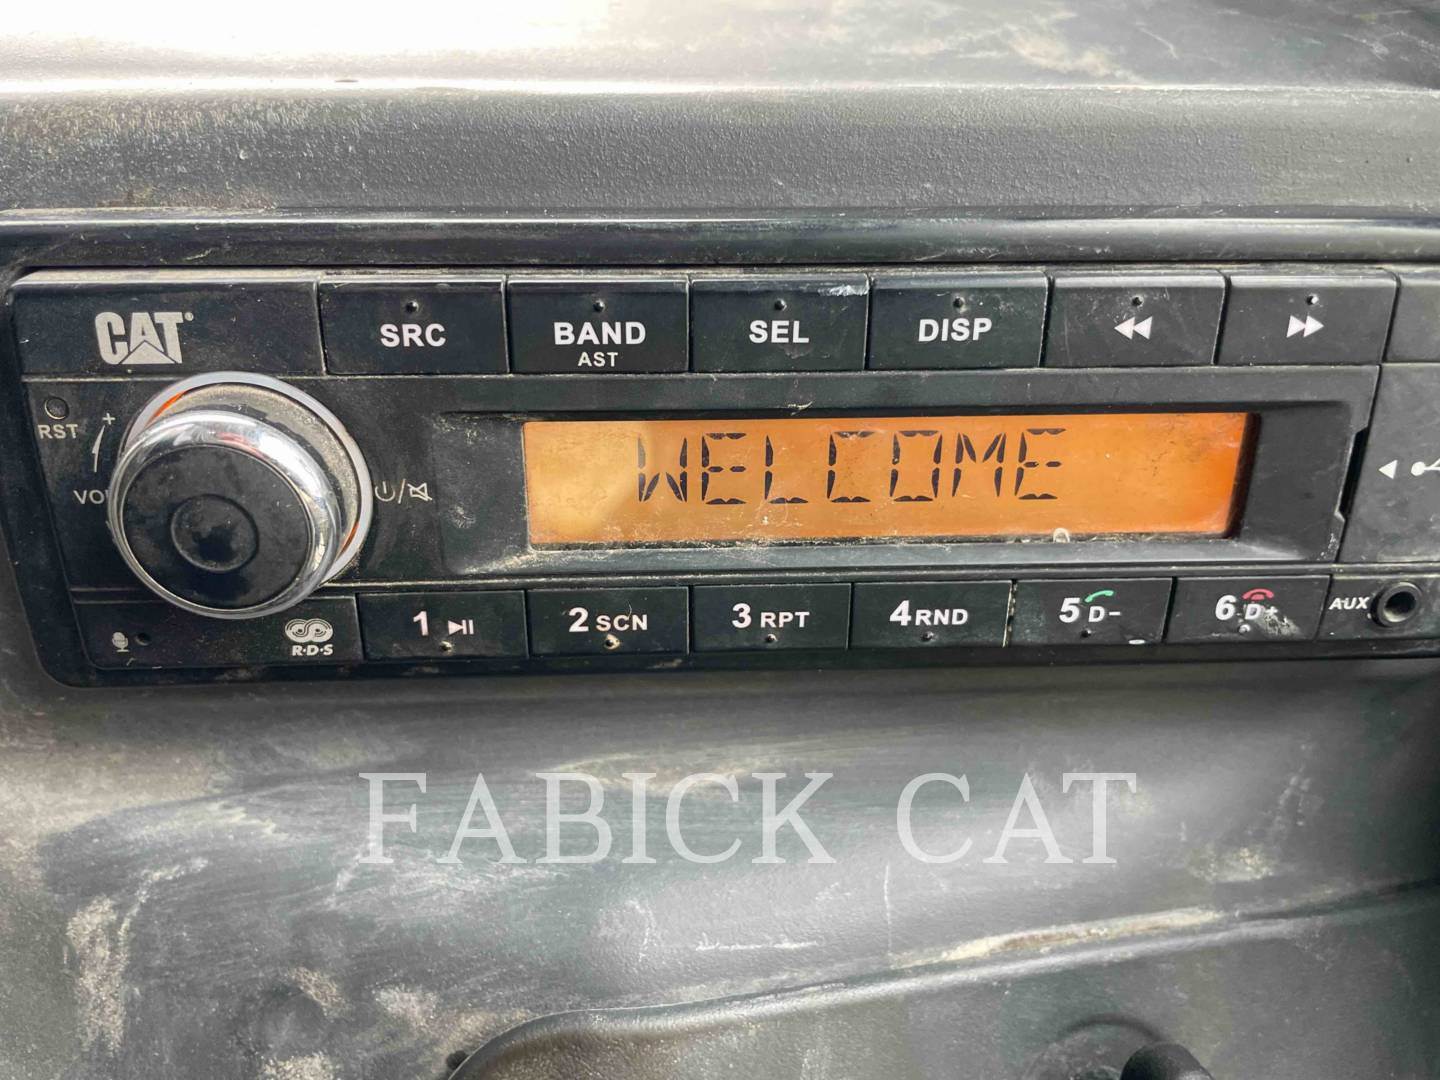 CAT®
SRC BAND SEL DISP
AST
RST
+
VOL
WELCOME
R·D·S
1 2 SCN 3 RPT 4 RND 5 D- 6 D+ AUX
FABICK CAT